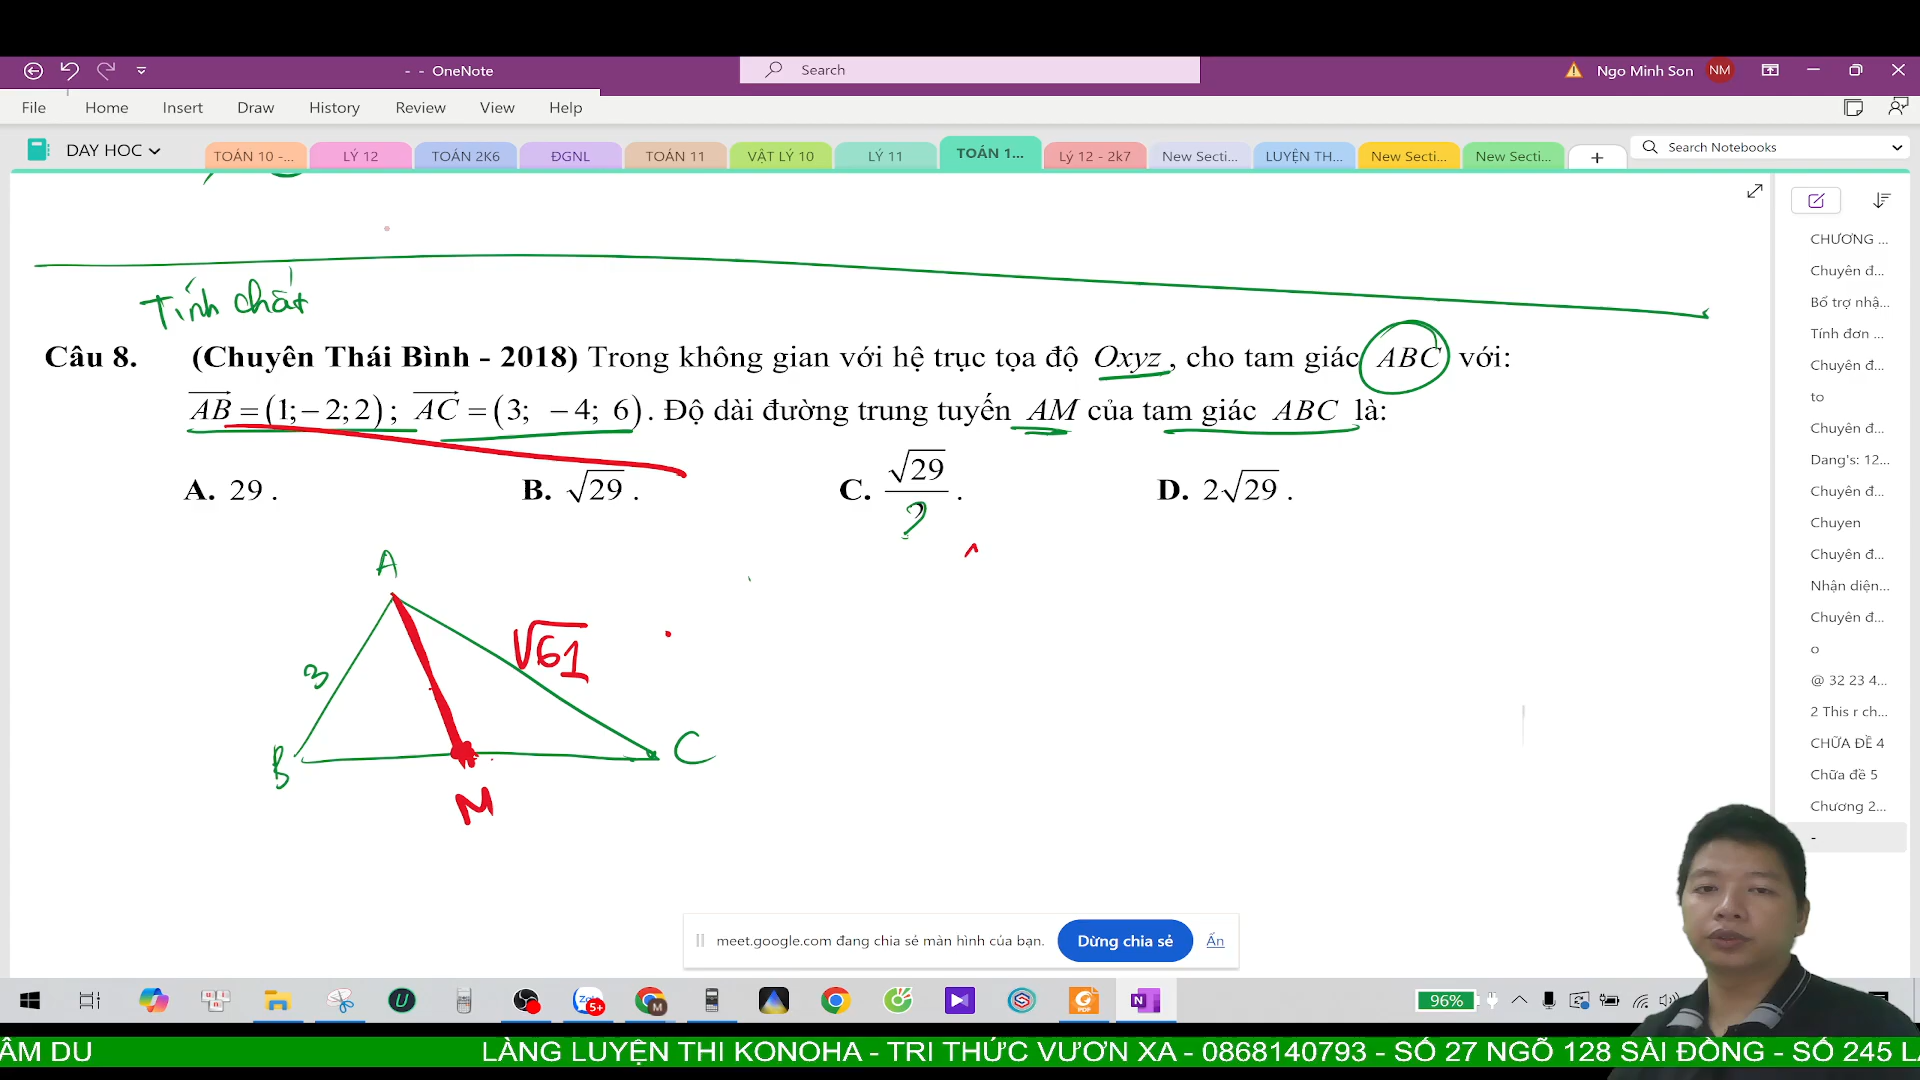 - - OneNote
Search
Ngo Minh Son NM
File Home Insert Draw History Review View Help
DAY HOC
TOÁN 10 -... LÝ 12 TOÁN 2K6 ĐGNL TOÁN 11 VẬT LÝ 10 LÝ 11 TOÁN 1... Lý 12 - 2k7 New Secti... LUYỆN TH... New Secti... New Secti... +
Search Notebooks
Tính chất
Câu 8. (Chuyên Thái Bình - 2018) Trong không gian với hệ trục tọa độ Oxyz, cho tam giác ABC với:
AB = (1;−2;2); AC = (3; −4; 6). Độ dài đường trung tuyến AM của tam giác ABC là:
A. 29. B. √29. C. √29/2. D. 2√29.
A
3
√61
B
C
M
CHƯƠNG ...
Chuyên đ...
Bổ trợ nhậ...
Tính đơn ...
Chuyên đ...
to
Chuyên đ...
Dang's: 12...
Chuyên đ...
Chuyen
Chuyên đ...
Nhận diện...
Chuyên đ...
o
@ 32 23 4...
2 This r ch...
CHỮA ĐỀ 4
Chữa đề 5
Chương 2...
-
meet.google.com đang chia sẻ màn hình của bạn. Dừng chia sẻ Ẩn
96%
ÂM DU LÀNG LUYỆN THI KONOHA - TRI THỨC VƯƠN XA - 0868140793 - SỐ 27 NGÕ 128 SÀI ĐỒNG - SỐ 245 LÂ